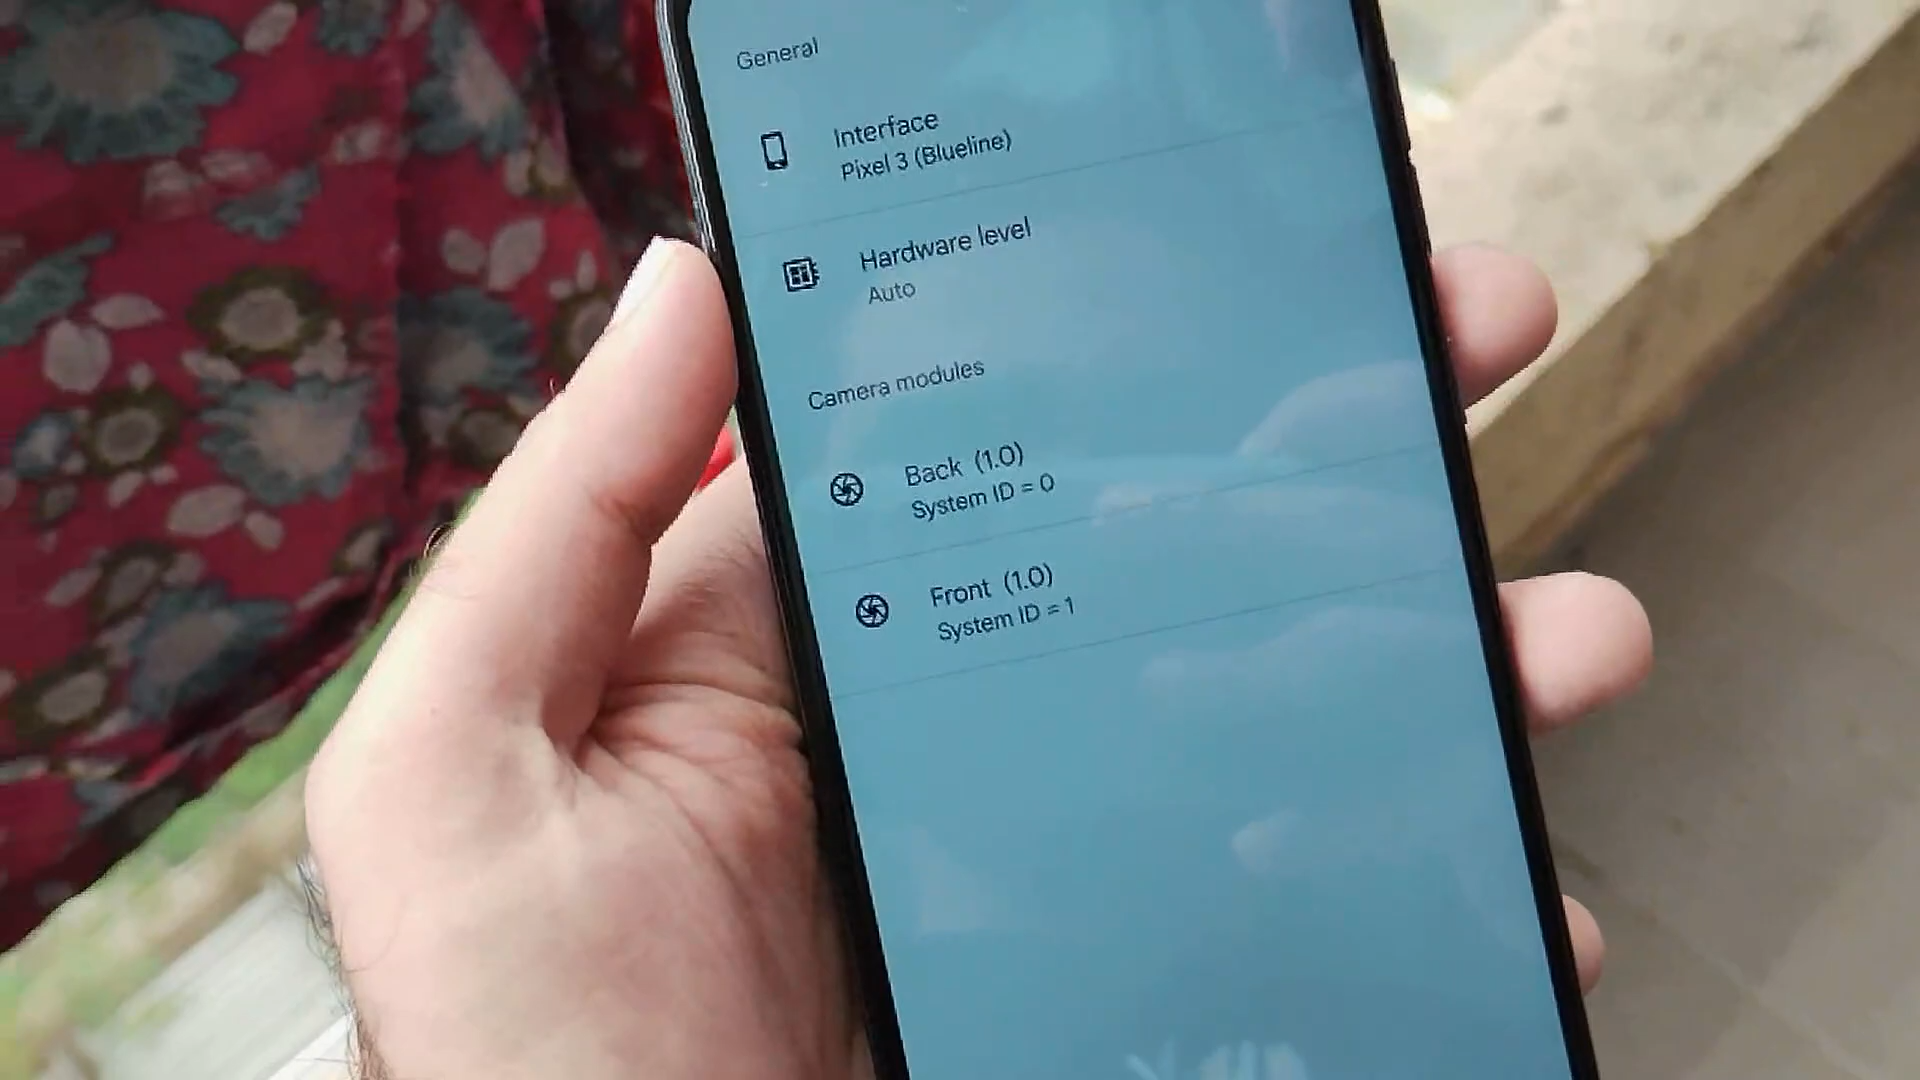 General
Interface
Pixel 3 (Blueline)
Hardware level
Auto
Camera modules
Back (1.0)
System ID = 0
Front (1.0)
System ID = 1